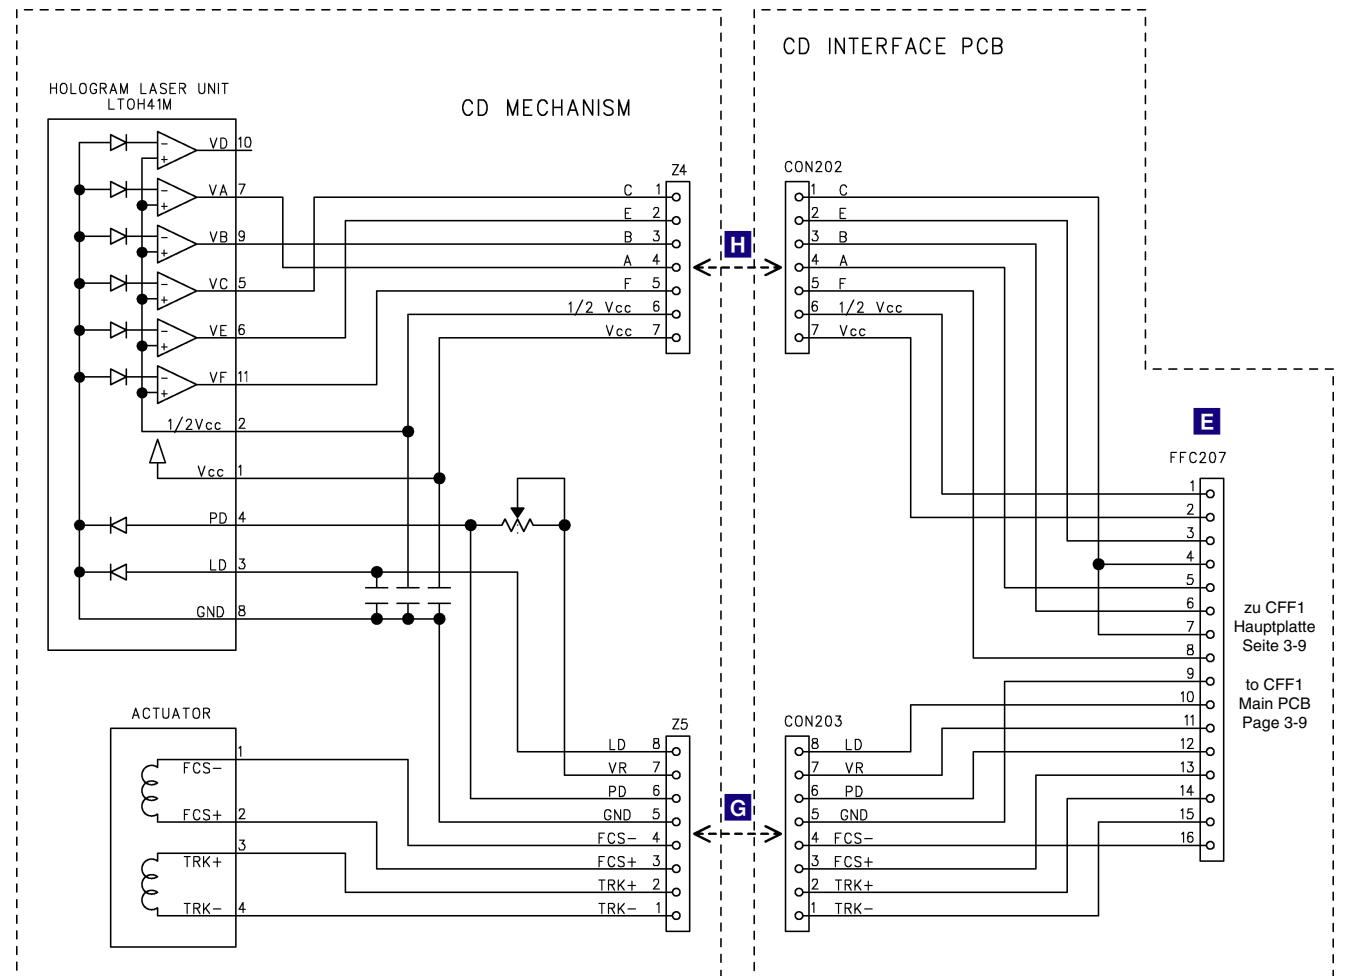 CD INTERFACE PCB
HOLOGRAM LASER UNIT
LTOH41M
CD MECHANISM
VD 10
VA 7
VB 9
VC 5
VE 6
VF 11
1/2Vcc 2
Vcc 1
PD 4
LD 3
GND 8
Z4
C 1
E 2
B 3
A 4
F 5
1/2 Vcc 6
Vcc 7
H
CON202
1 C
2 E
3 B
4 A
5 F
6 1/2 Vcc
7 Vcc
E
FFC207
1
2
3
4
5
6
7
8
9
10
11
12
13
14
15
16
zu CFF1
Hauptplatte
Seite 3-9
to CFF1
Main PCB
Page 3-9
ACTUATOR
1
FCS-
FCS+ 2
3
TRK+
TRK- 4
Z5
LD 8
VR 7
PD 6
GND 5
FCS- 4
FCS+ 3
TRK+ 2
TRK- 1
G
CON203
8 LD
7 VR
6 PD
5 GND
4 FCS-
3 FCS+
2 TRK+
1 TRK-